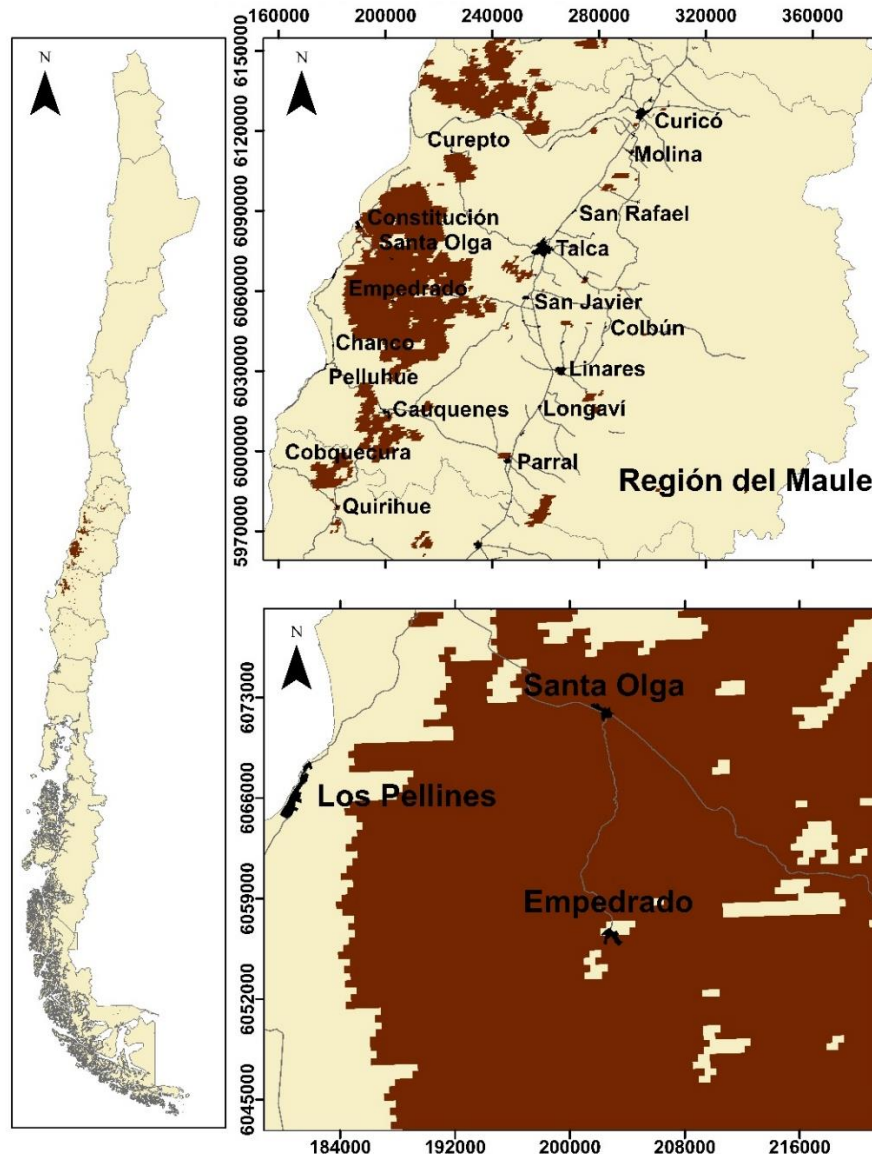 N
160000 200000 240000 280000 320000 360000
N
6150000
6120000
6090000
6060000
6030000
6000000
5970000
Curicó
Curepto
Molina
Constitución
San Rafael
Santa Olga
Talca
Empedrado
San Javier
Colbún
Chanco
Linares
Pelluhue
Cauquenes
Longaví
Cobquecura
Parral
Región del Maule
Quirihue
N
6073000
6066000
6059000
6052000
6045000
Santa Olga
Los Pellines
Empedrado
184000 192000 200000 208000 216000